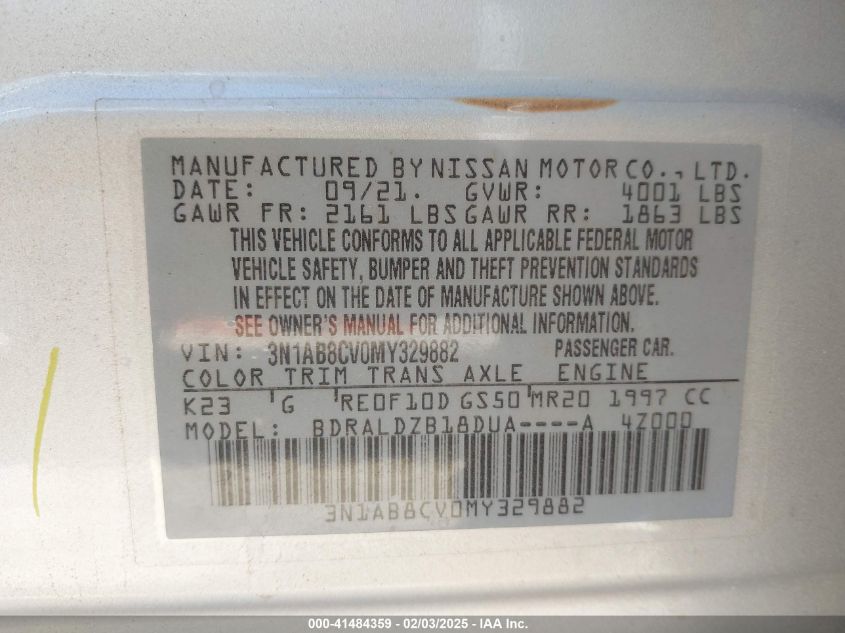 MANUFACTURED BY NISSAN MOTOR CO., LTD.
DATE: 09/21. GVWR: 4001 LBS
GAWR FR: 2161 LBS GAWR RR: 1863 LBS
THIS VEHICLE CONFORMS TO ALL APPLICABLE FEDERAL MOTOR
VEHICLE SAFETY, BUMPER AND THEFT PREVENTION STANDARDS
IN EFFECT ON THE DATE OF MANUFACTURE SHOWN ABOVE.
SEE OWNER'S MANUAL FOR ADDITIONAL INFORMATION.
VIN: 3N1AB8CV0MY329882 PASSENGER CAR.
COLOR TRIM TRANS AXLE ENGINE
K23 'G 'RE0F10D GS50 'MR20 1997 CC
MODEL: BDRALDZB18DUA----A 4Z000
3N1AB8CV0MY329882
000-41484359 - 02/03/2025 - IAA Inc.